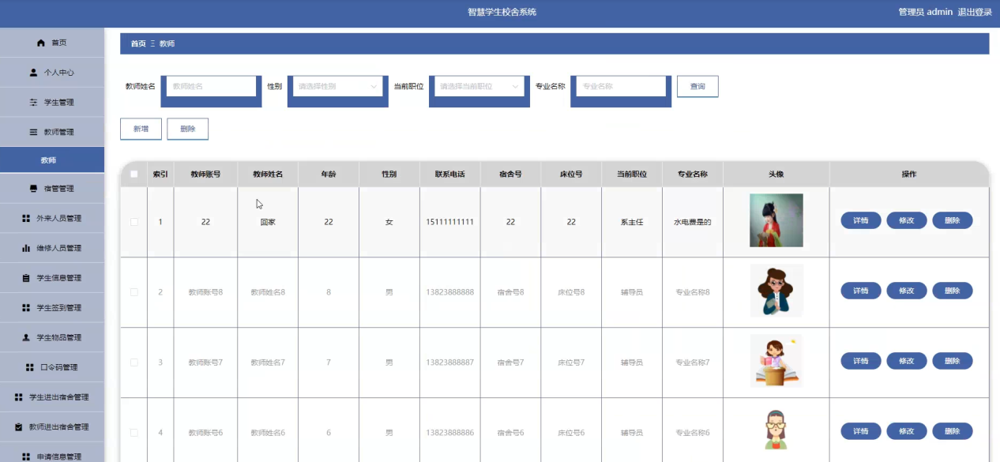 智慧学生校舍系统
管理员 admin 退出登录
首页
个人中心
学生管理
教师管理
教师
宿管管理
外来人员管理
维修人员管理
学生信息管理
学生签到管理
学生物品管理
口令码管理
学生进出宿舍管理
教师进出宿舍管理
申请信息管理
首页 Ξ 教师
教师姓名 教师姓名 性别 请选择性别 当前职位 请选择当前职位 专业名称 专业名称 查询
新增 删除
索引 教师账号 教师姓名 年龄 性别 联系电话 宿舍号 床位号 当前职位 专业名称 头像 操作
1 22 回家 22 女 15111111111 22 22 系主任 水电费是的 详情 修改 删除
2 教师账号8 教师姓名8 8 男 13823888888 宿舍号8 床位号8 辅导员 专业名称8 详情 修改 删除
3 教师账号7 教师姓名7 7 男 13823888887 宿舍号7 床位号7 辅导员 专业名称7 详情 修改 删除
4 教师账号6 教师姓名6 6 男 13823888886 宿舍号6 床位号6 辅导员 专业名称6 详情 修改 删除